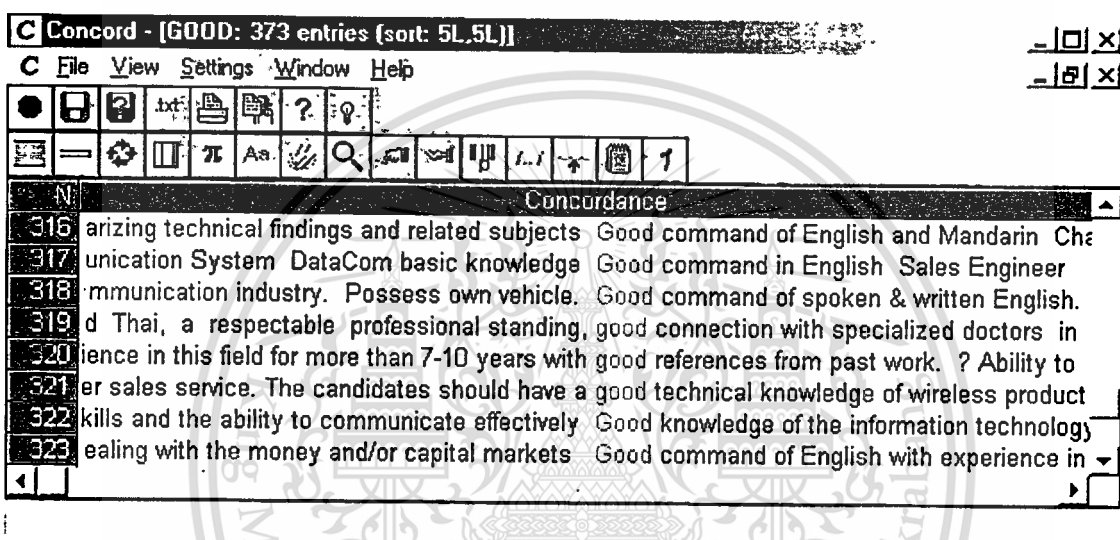 C Concord - [GOOD: 373 entries (sort: 5L,5L)]
C File View Settings Window Help
.txt ? ? π Aa
N Concordance
316 arizing technical findings and related subjects Good command of English and Mandarin Cha
317 unication System DataCom basic knowledge Good command in English Sales Engineer
318 mmunication industry. Possess own vehicle. Good command of spoken & written English.
319 d Thai, a respectable professional standing, good connection with specialized doctors in
320 ience in this field for more than 7-10 years with good references from past work. ? Ability to
321 er sales service. The candidates should have a good technical knowledge of wireless product
322 kills and the ability to communicate effectively Good knowledge of the information technology
323 ealing with the money and/or capital markets Good command of English with experience in